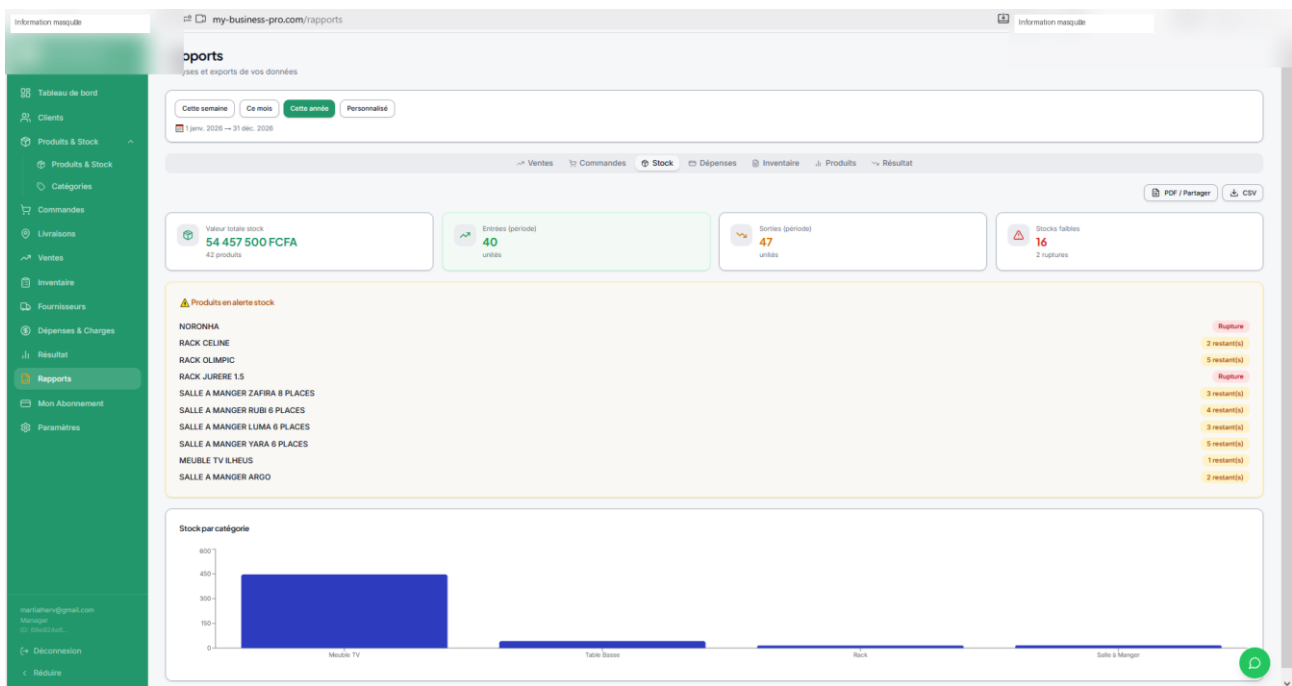 Information masquée
my-business-pro.com/rapports
Information masquée
pports
yses et exports de vos données
Tableau de bord
Clients
Produits & Stock
Produits & Stock
Catégories
Commandes
Livraisons
Ventes
Inventaire
Fournisseurs
Dépenses & Charges
Résultat
Rapports
Mon Abonnement
Paramètres
martialherv@gmail.com
Manager
Déconnexion
Réduire
Cette semaine Ce mois Cette année Personnalisé
1 janv. 2026 → 31 déc. 2026
Ventes Commandes Stock Dépenses Inventaire Produits Résultat
PDF / Partager CSV
Valeur totale stock
54 457 500 FCFA
42 produits
Entrées (période)
40
unités
Sorties (période)
47
unités
Stocks faibles
16
2 ruptures
Produits en alerte stock
NORONHA Rupture
RACK CELINE 2 restant(s)
RACK OLIMPIC 5 restant(s)
RACK JURERE 1.5 Rupture
SALLE A MANGER ZAFIRA 8 PLACES 3 restant(s)
SALLE A MANGER RUBI 6 PLACES 4 restant(s)
SALLE A MANGER LUMA 6 PLACES 3 restant(s)
SALLE A MANGER YARA 6 PLACES 5 restant(s)
MEUBLE TV ILHEUS 1 restant(s)
SALLE A MANGER ARGO 2 restant(s)
Stock par catégorie
600
450
300
150
0
Meuble TV Table Basse Rack Salle à Manger